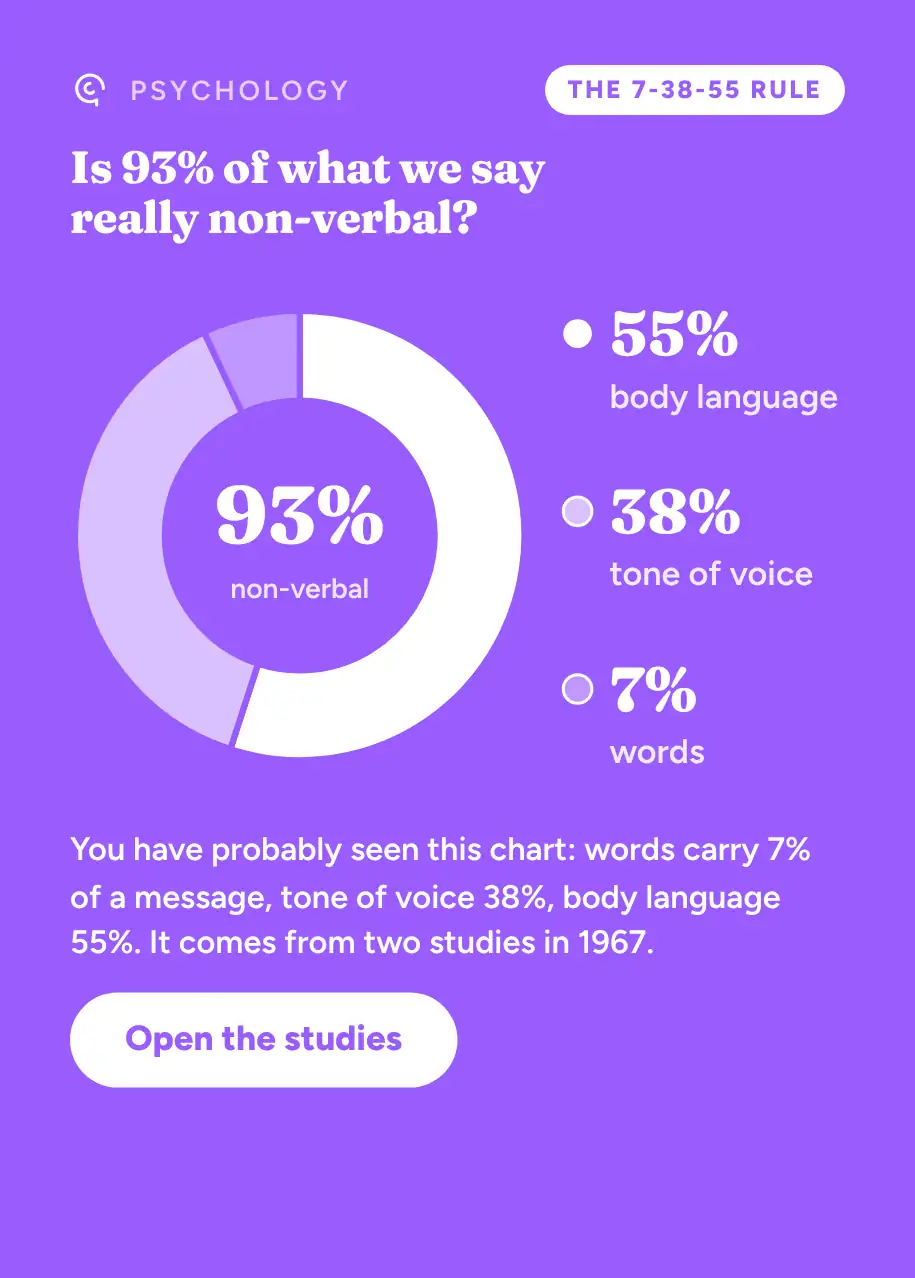 PSYCHOLOGY
THE 7-38-55 RULE
Is 93% of what we say
really non-verbal?
93%
non-verbal
55%
body language
38%
tone of voice
7%
words
You have probably seen this chart: words carry 7%
of a message, tone of voice 38%, body language
55%. It comes from two studies in 1967.
Open the studies